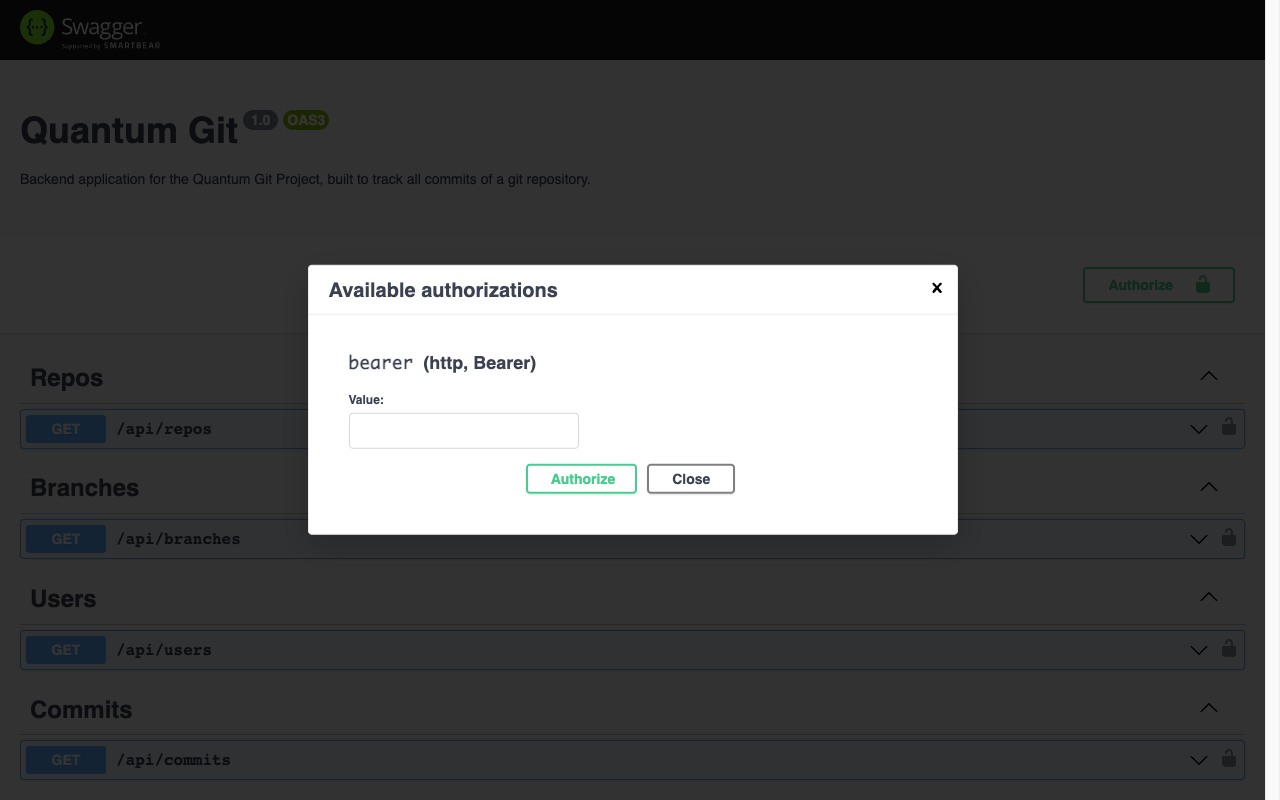 {··} Swagger
Supported by SMARTBEAR
Quantum Git 1.0 OAS3
Backend application for the Quantum Git Project, built to track all commits of a git repository.
Authorize
Available authorizations
x
bearer (http, Bearer)
Value:
Authorize Close
Repos
GET /api/repos
Branches
GET /api/branches
Users
GET /api/users
Commits
GET /api/commits